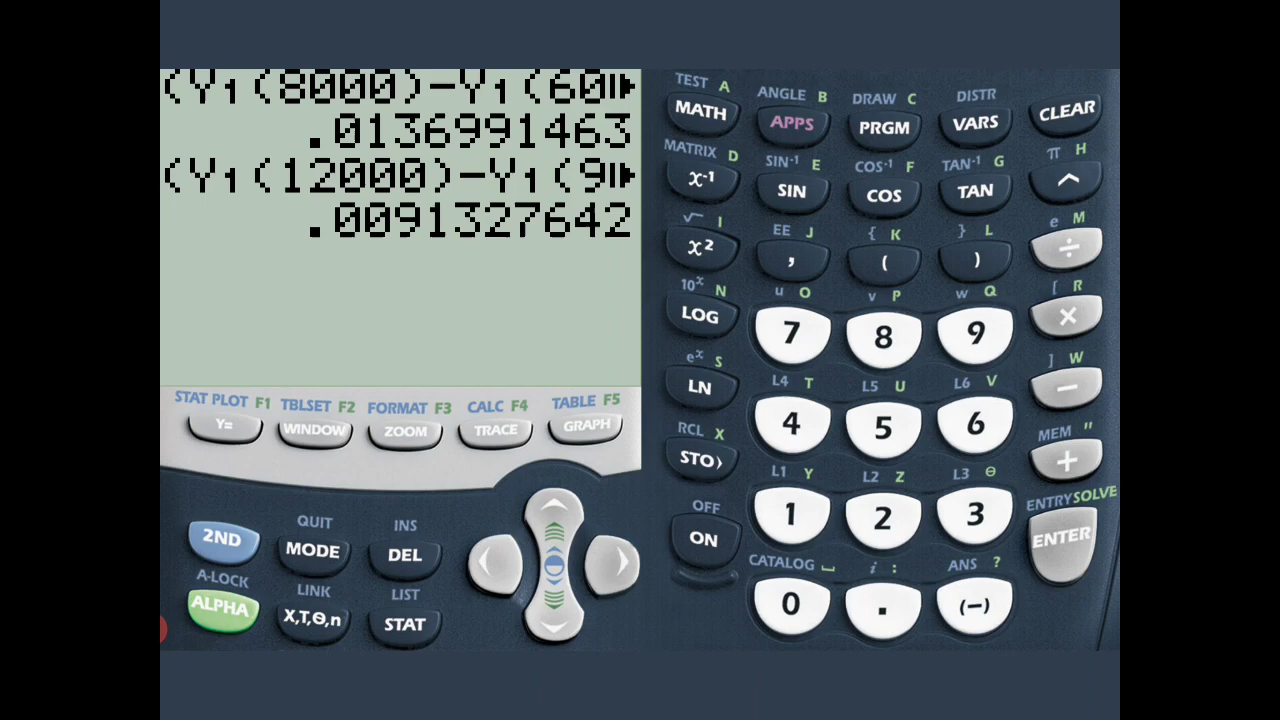 (Y₁(8000)-Y₁(60
.0136991463
(Y₁(12000)-Y₁(9
.0091327642
STAT PLOT F1 TBLSET F2 FORMAT F3 CALC F4 TABLE F5
Y= WINDOW ZOOM TRACE GRAPH
QUIT INS
2ND MODE DEL
A-LOCK LINK LIST
ALPHA X,T,Θ,n STAT
TEST A ANGLE B DRAW C DISTR
MATH APPS PRGM VARS CLEAR
MATRIX D SIN⁻¹ E COS⁻¹ F TAN⁻¹ G π H
x⁻¹ SIN COS TAN ^
√ I EE J { K } L e M
x² , ( ) ÷
10ˣ N u O v P w Q [ R
LOG 7 8 9 ×
eˣ S L4 T L5 U L6 V ] W
LN 4 5 6 −
RCL X L1 Y L2 Z L3 Θ MEM "
STO› 1 2 3 +
OFF CATALOG ⎵ i : ANS ? ENTRY SOLVE
ON 0 . (−) ENTER